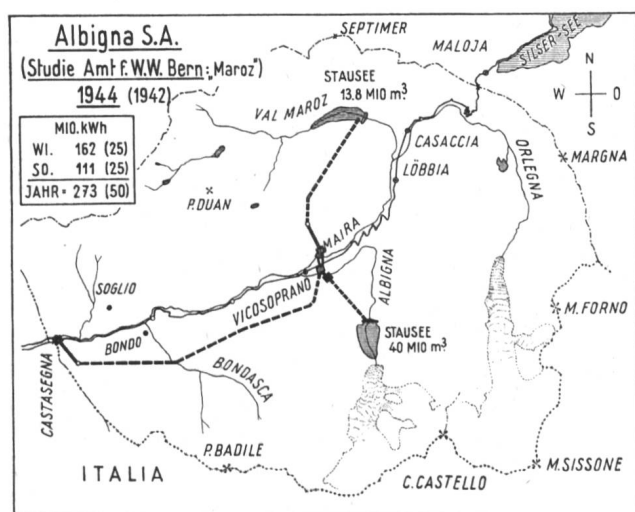 Albigna S.A.
(Studie Amt f. W.W. Bern: „Maroz")
1944 (1942)
MIO. kWh
WI. 162 (25)
SO. 111 (25)
JAHR = 273 (50)
SEPTIMER
MALOJA
SILSER-SEE
N
W O
S
STAUSEE
13.8 MIO m³
VAL MAROZ
CASACCIA
LÖBBIA
ORLEGNA
MARGNA
P. DUAN
MAIRA
ALBIGNA
SOGLIO
VICOSOPRANO
M. FORNO
BONDO
STAUSEE
40 MIO m³
CASTASEGNA
BONDASCA
P. BADILE
ITALIA
C. CASTELLO
M. SISSONE